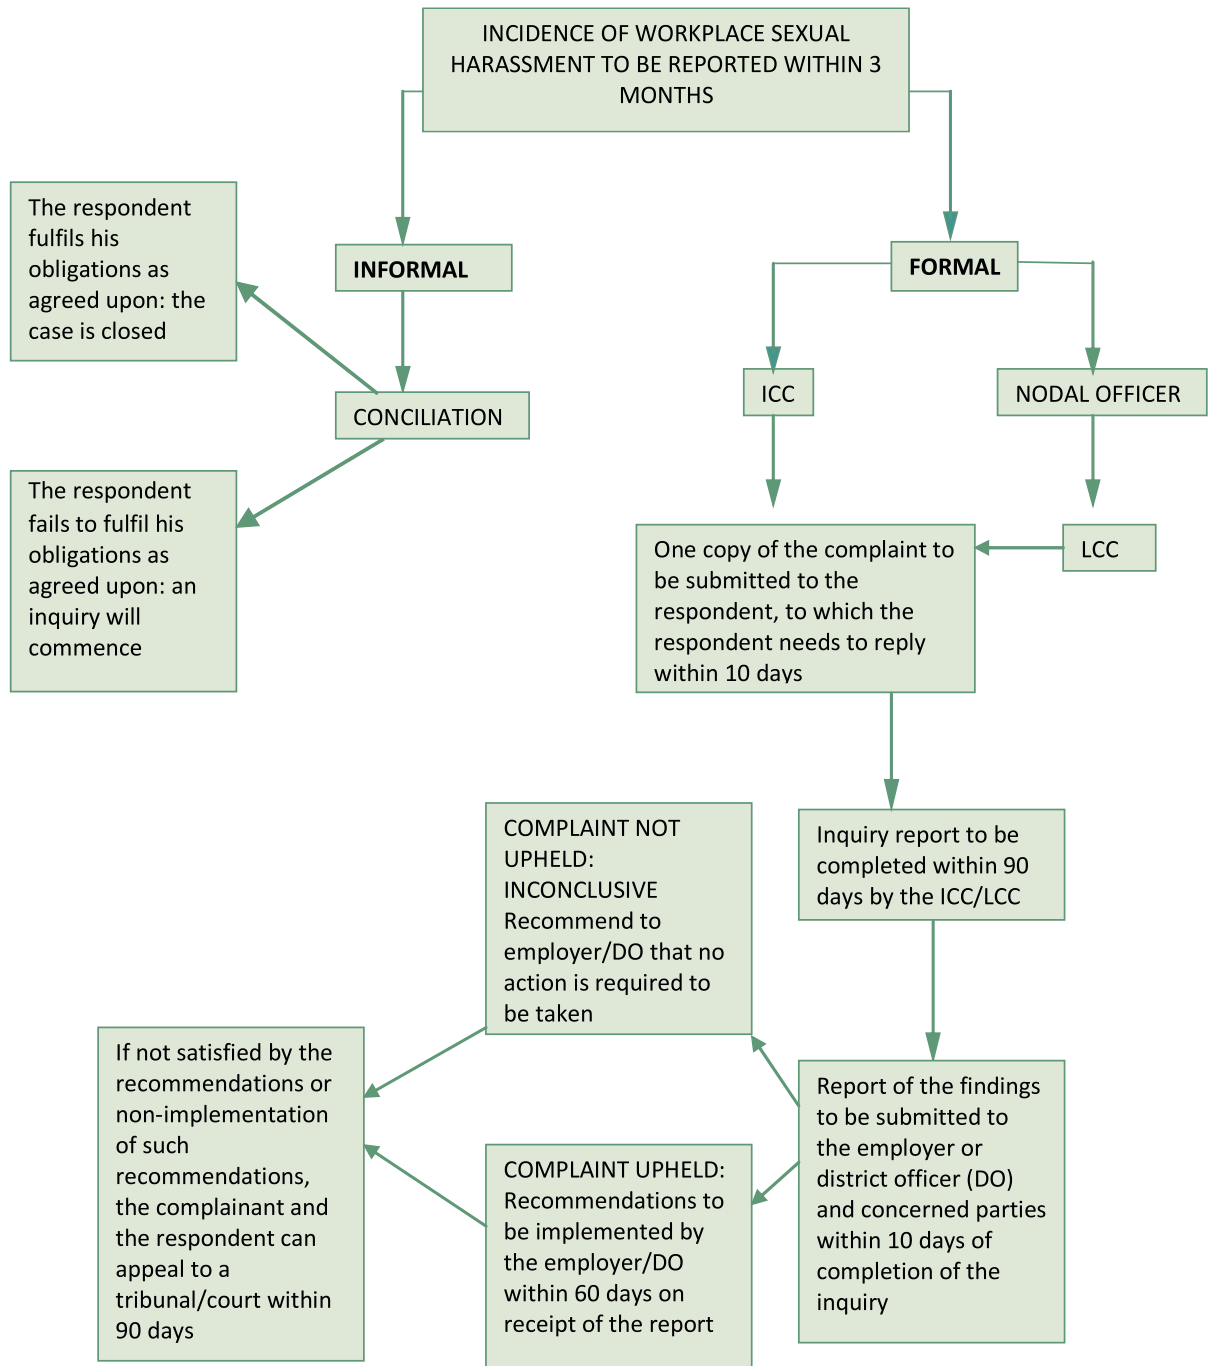 INCIDENCE OF WORKPLACE SEXUAL
HARASSMENT TO BE REPORTED WITHIN 3
MONTHS
The respondent
fulfils his
obligations as
agreed upon: the
case is closed
INFORMAL
FORMAL
CONCILIATION
ICC
NODAL OFFICER
The respondent
fails to fulfil his
obligations as
agreed upon: an
inquiry will
commence
One copy of the complaint to
be submitted to the
respondent, to which the
respondent needs to reply
within 10 days
LCC
Inquiry report to be
completed within 90
days by the ICC/LCC
COMPLAINT NOT
UPHELD:
INCONCLUSIVE
Recommend to
employer/DO that no
action is required to
be taken
Report of the findings
to be submitted to
the employer or
district officer (DO)
and concerned parties
within 10 days of
completion of the
inquiry
COMPLAINT UPHELD:
Recommendations to
be implemented by
the employer/DO
within 60 days on
receipt of the report
If not satisfied by the
recommendations or
non-implementation
of such
recommendations,
the complainant and
the respondent can
appeal to a
tribunal/court within
90 days